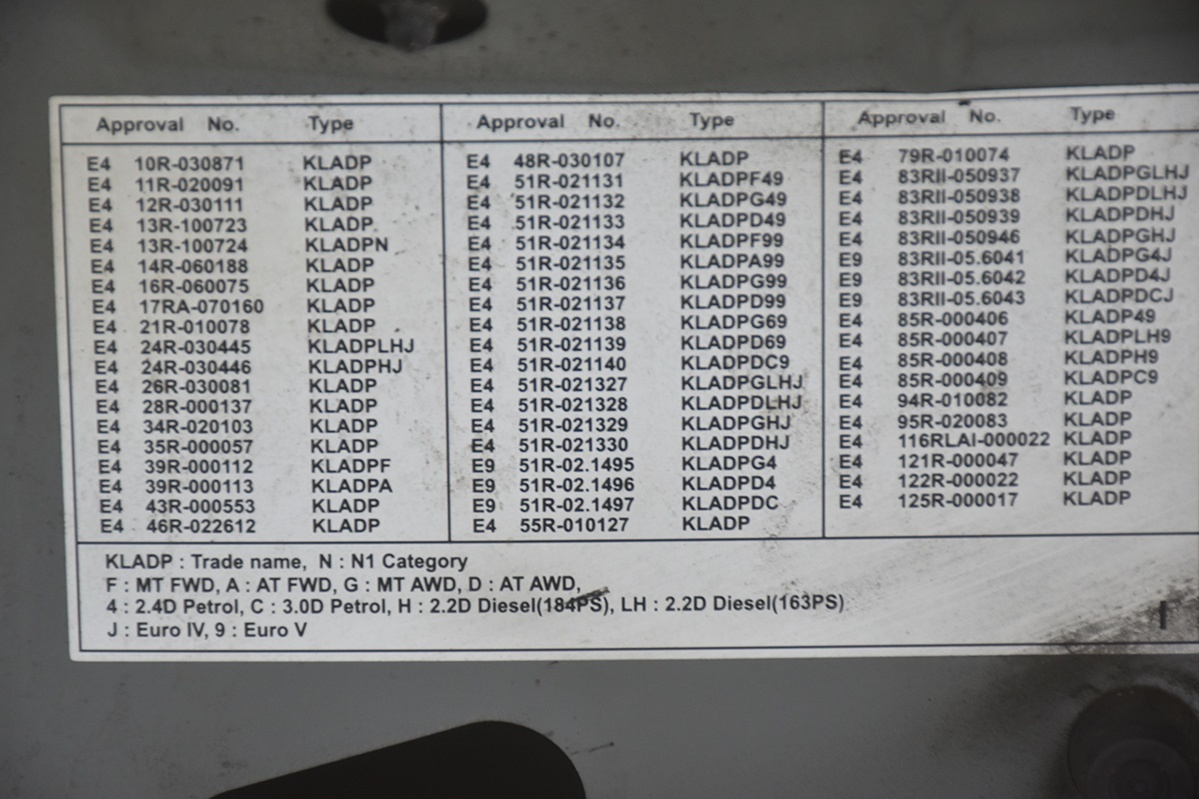 Approval No. Type
E4 10R-030871 KLADP
E4 11R-020091 KLADP
E4 12R-030111 KLADP
E4 13R-100723 KLADP
E4 13R-100724 KLADPN
E4 14R-060188 KLADP
E4 16R-060075 KLADP
E4 17RA-070160 KLADP
E4 21R-010078 KLADP
E4 24R-030445 KLADPLHJ
E4 24R-030446 KLADPHJ
E4 26R-030081 KLADP
E4 28R-000137 KLADP
E4 34R-020103 KLADP
E4 35R-000057 KLADP
E4 39R-000112 KLADPF
E4 39R-000113 KLADPA
E4 43R-000553 KLADP
E4 46R-022612 KLADP
Approval No. Type
E4 48R-030107 KLADP
E4 51R-021131 KLADPF49
E4 51R-021132 KLADPG49
E4 51R-021133 KLADPD49
E4 51R-021134 KLADPF99
E4 51R-021135 KLADPA99
E4 51R-021136 KLADPG99
E4 51R-021137 KLADPD99
E4 51R-021138 KLADPG69
E4 51R-021139 KLADPD69
E4 51R-021140 KLADPDC9
E4 51R-021327 KLADPGLHJ
E4 51R-021328 KLADPDLHJ
E4 51R-021329 KLADPGHJ
E4 51R-021330 KLADPDHJ
E9 51R-02.1495 KLADPG4
E9 51R-02.1496 KLADPD4
E9 51R-02.1497 KLADPDC
E4 55R-010127 KLADP
Approval No. Type
E4 79R-010074 KLADP
E4 83RII-050937 KLADPGLHJ
E4 83RII-050938 KLADPDLHJ
E4 83RII-050939 KLADPDHJ
E4 83RII-050946 KLADPGHJ
E9 83RII-05.6041 KLADPG4J
E9 83RII-05.6042 KLADPD4J
E9 83RII-05.6043 KLADPDCJ
E4 85R-000406 KLADP49
E4 85R-000407 KLADPLH9
E4 85R-000408 KLADPH9
E4 85R-000409 KLADPC9
E4 94R-010082 KLADP
E4 95R-020083 KLADP
E4 116RLAI-000022 KLADP
E4 121R-000047 KLADP
E4 122R-000022 KLADP
E4 125R-000017 KLADP
KLADP : Trade name, N : N1 Category
F : MT FWD, A : AT FWD, G : MT AWD, D : AT AWD,
4 : 2.4D Petrol, C : 3.0D Petrol, H : 2.2D Diesel(184PS), LH : 2.2D Diesel(163PS)
J : Euro IV, 9 : Euro V